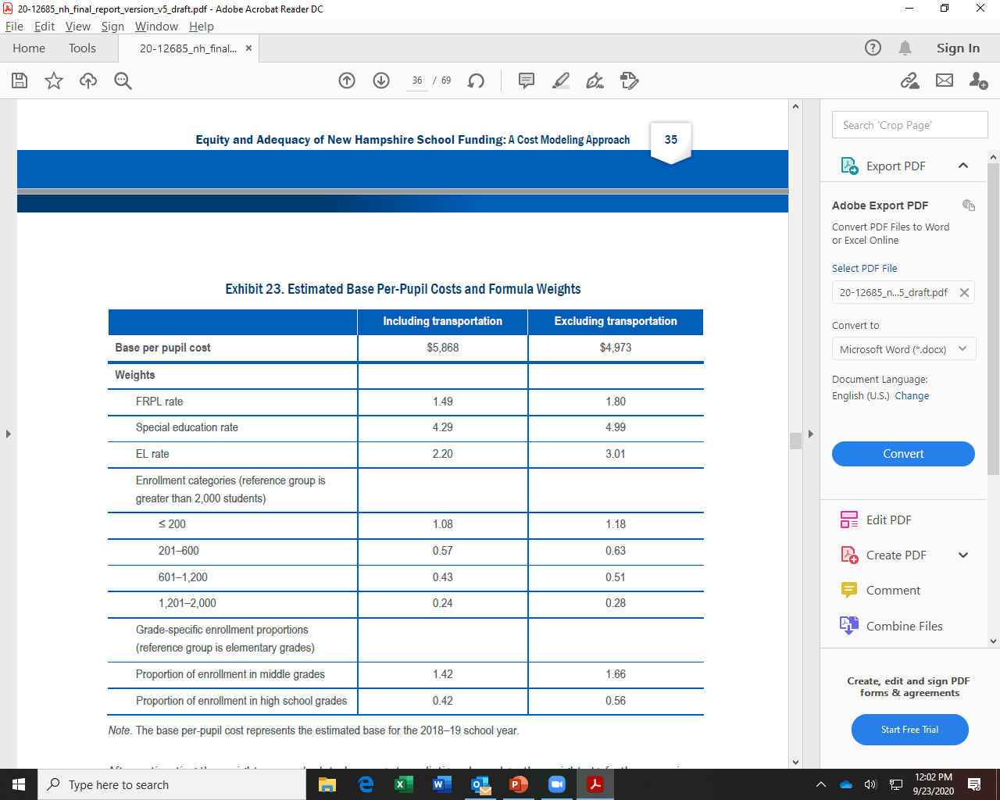 20-12685_nh_final_report_version_v5_draft.pdf - Adobe Acrobat Reader DC
File Edit View Sign Window Help
Home Tools 20-12685_nh_final... × Sign In
36 / 69
Equity and Adequacy of New Hampshire School Funding: A Cost Modeling Approach 35
Exhibit 23. Estimated Base Per-Pupil Costs and Formula Weights
Including transportation Excluding transportation
Base per pupil cost $5,868 $4,973
Weights
FRPL rate 1.49 1.80
Special education rate 4.29 4.99
EL rate 2.20 3.01
Enrollment categories (reference group is
greater than 2,000 students)
≤ 200 1.08 1.18
201–600 0.57 0.63
601–1,200 0.43 0.51
1,201–2,000 0.24 0.28
Grade-specific enrollment proportions
(reference group is elementary grades)
Proportion of enrollment in middle grades 1.42 1.66
Proportion of enrollment in high school grades 0.42 0.56
Note. The base per-pupil cost represents the estimated base for the 2018–19 school year.
Search 'Crop Page'
Export PDF
Adobe Export PDF
Convert PDF Files to Word
or Excel Online
Select PDF File
20-12685_n...5_draft.pdf
Convert to
Microsoft Word (*.docx)
Document Language:
English (U.S.) Change
Convert
Edit PDF
Create PDF
Comment
Combine Files
Create, edit and sign PDF
forms & agreements
Start Free Trial
Type here to search
12:02 PM
9/23/2020